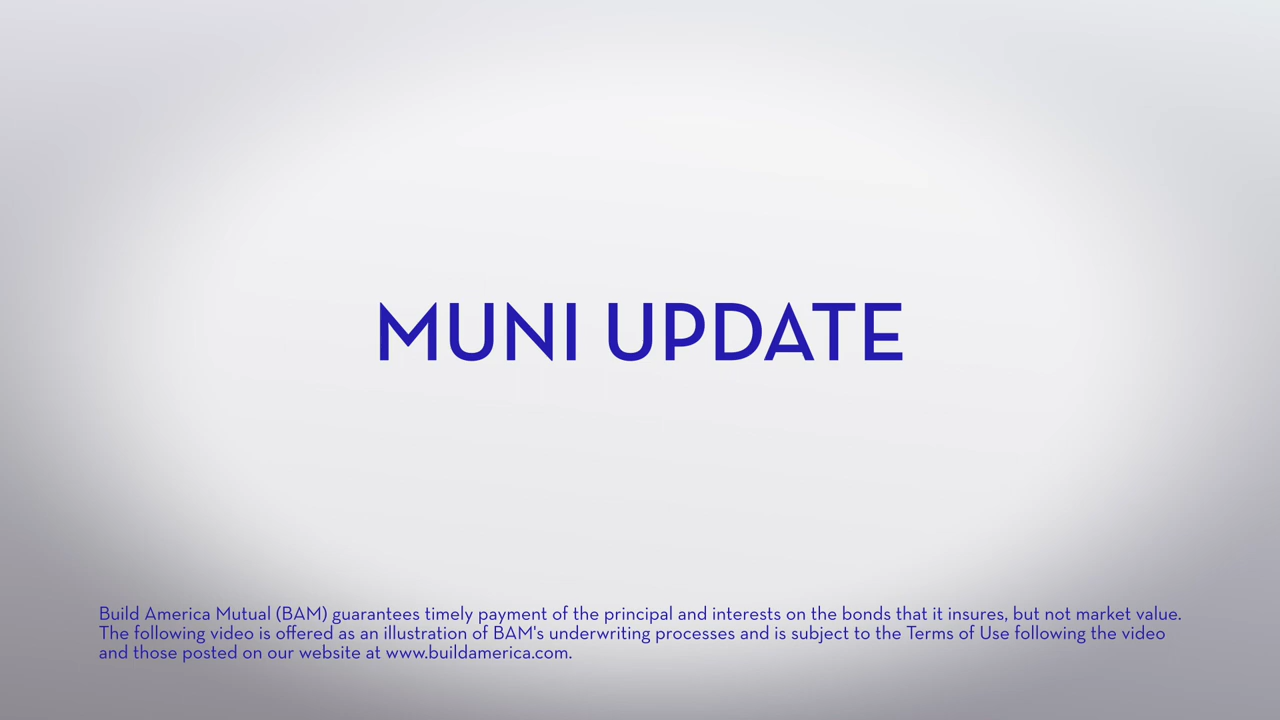 MUNI UPDATE
Build America Mutual (BAM) guarantees timely payment of the principal and interests on the bonds that it insures, but not market value.
The following video is offered as an illustration of BAM's underwriting processes and is subject to the Terms of Use following the video
and those posted on our website at www.buildamerica.com.